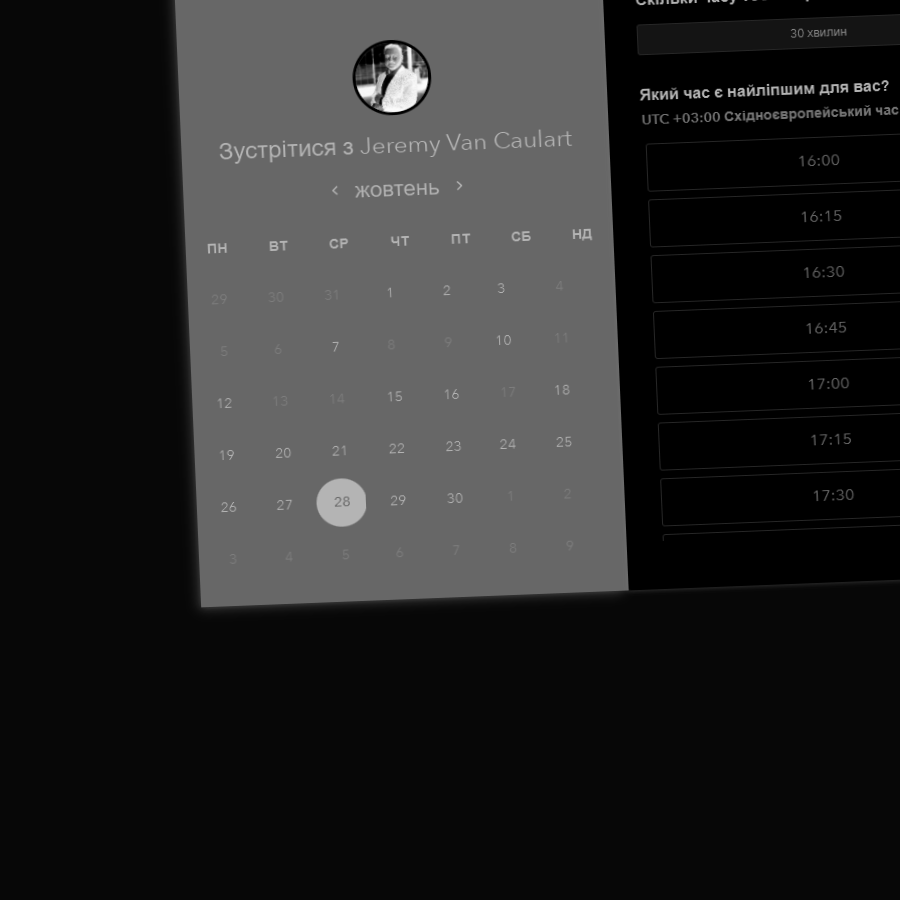 Зустрітися з Jeremy Van Caulart
‹ жовтень ›
ПН ВТ СР ЧТ ПТ СБ НД
29 30 31 1 2 3 4
5 6 7 8 9 10 11
12 13 14 15 16 17 18
19 20 21 22 23 24 25
26 27 28 29 30 1 2
3 4 5 6 7 8 9
30 хвилин
Який час є найліпшим для вас?
UTC +03:00 Східноєвропейський час
16:00
16:15
16:30
16:45
17:00
17:15
17:30